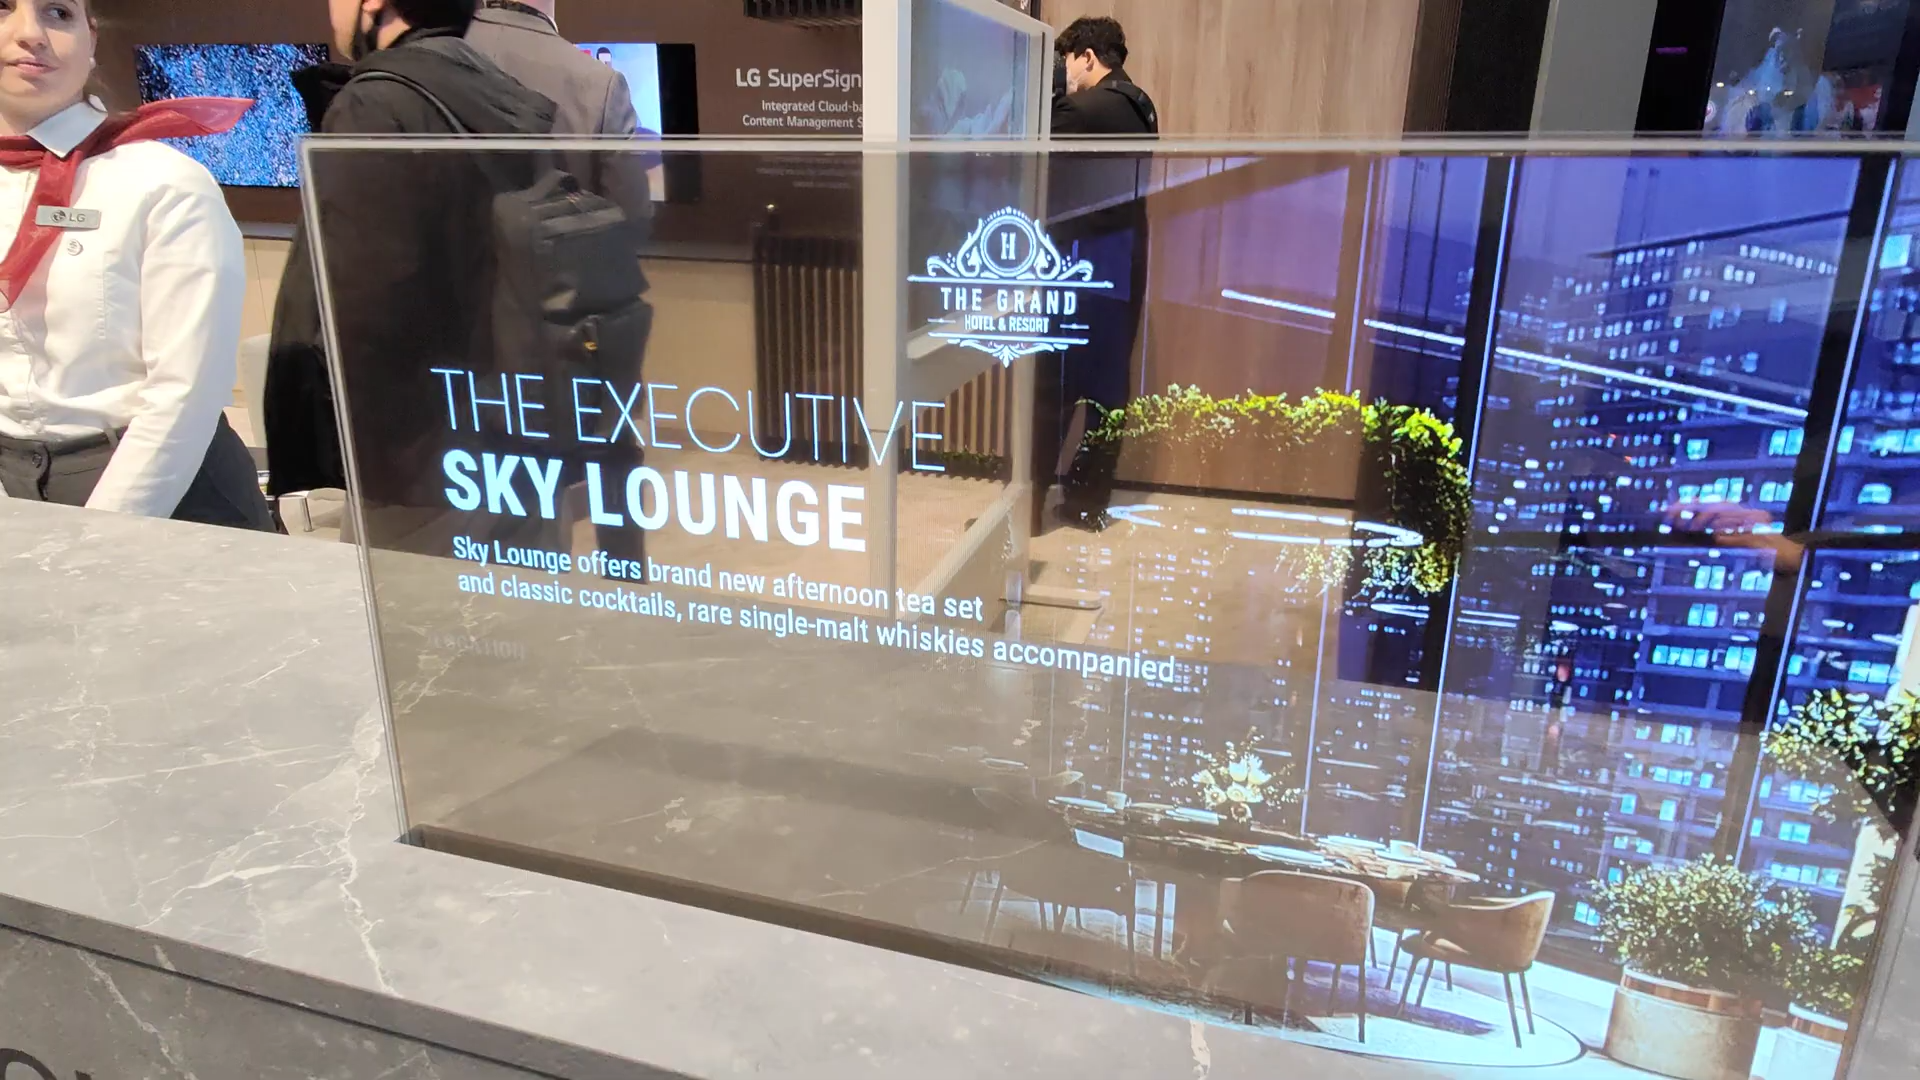 LG SuperSign
Integrated Cloud-ba
Content Management S
LG
H
THE GRAND
HOTEL & RESORT
THE EXECUTIVE
SKY LOUNGE
Sky Lounge offers brand new afternoon tea set
and classic cocktails, rare single-malt whiskies accompanied